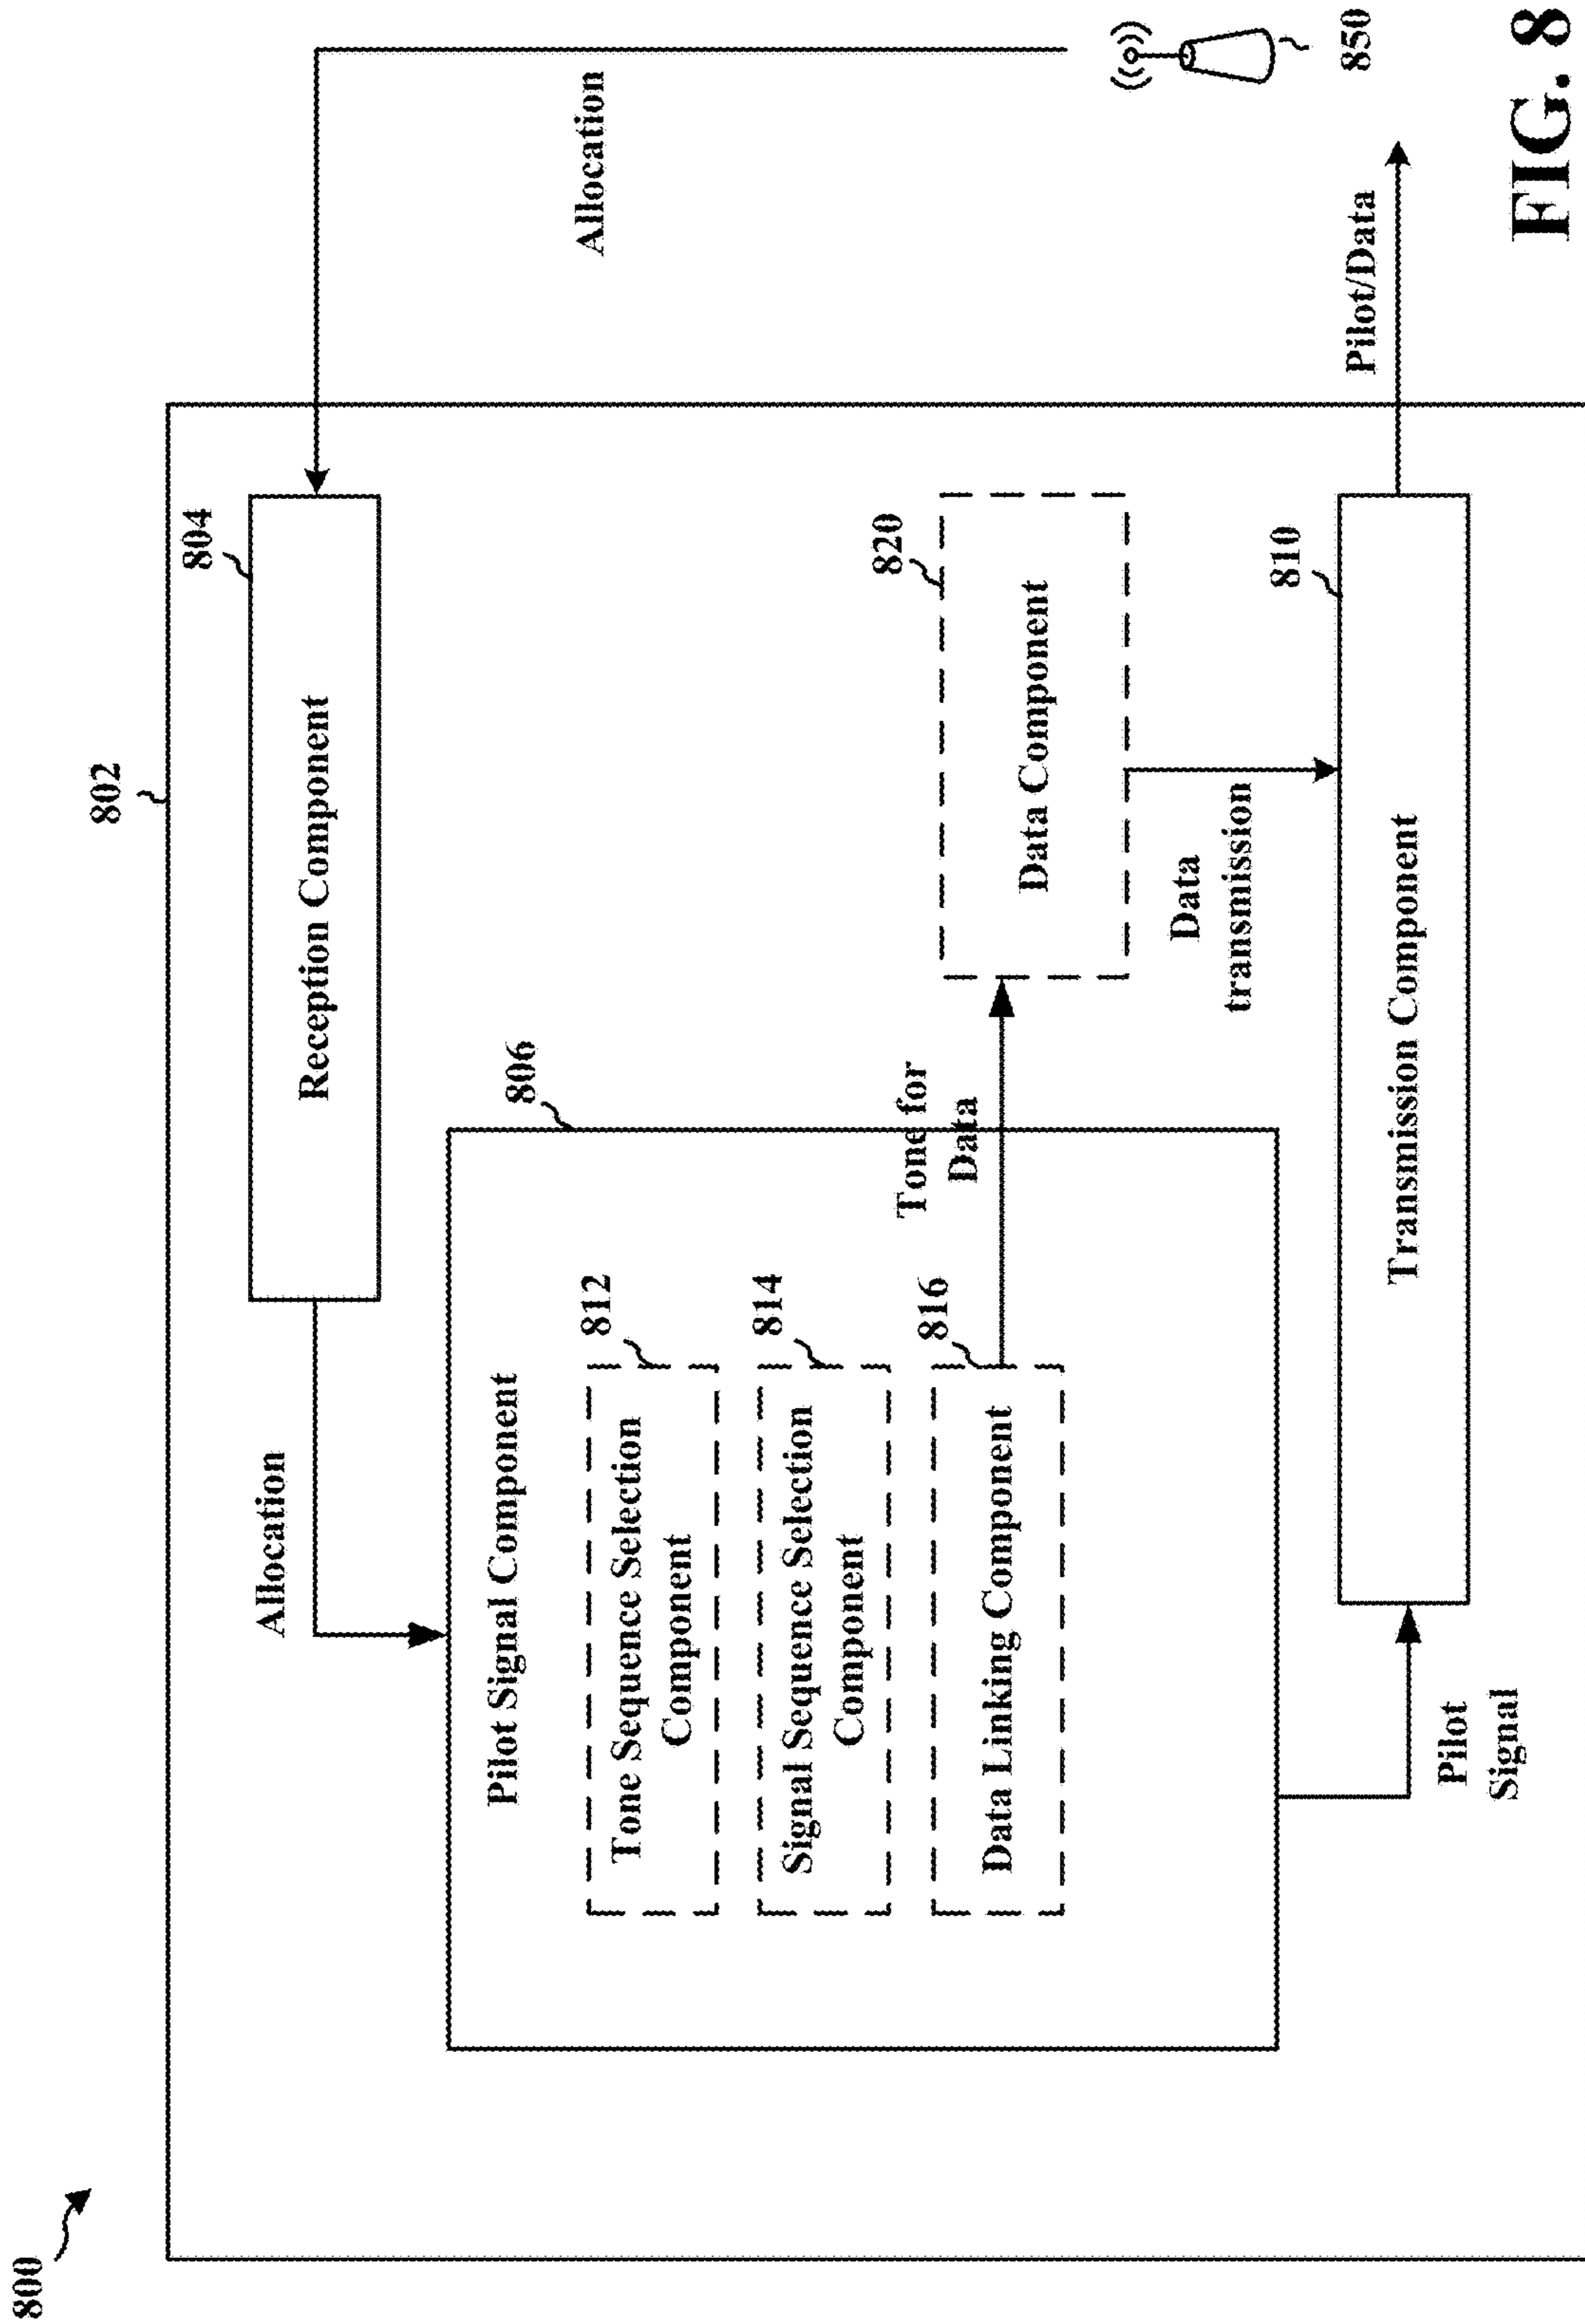 800
802
Allocation
Reception Component
804
Allocation
806
Pilot Signal Component
812
Tone Sequence Selection
Component
814
Signal Sequence Selection
Component
816
Data Linking Component
Tone for
Data
820
Data Component
Data
transmission
810
Transmission Component
Pilot
Signal
Pilot/Data
850
FIG. 8